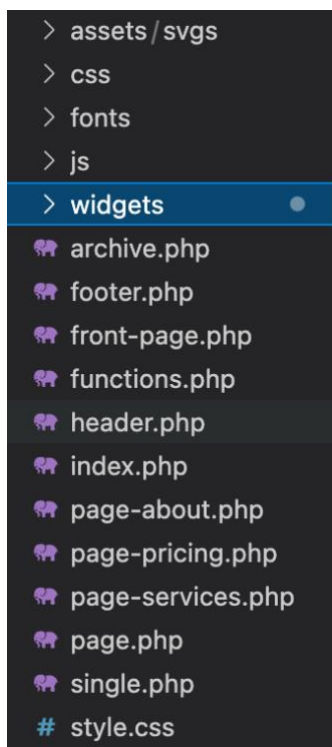 assets/svgs
css
fonts
js
widgets
archive.php
footer.php
front-page.php
functions.php
header.php
index.php
page-about.php
page-pricing.php
page-services.php
page.php
single.php
# style.css